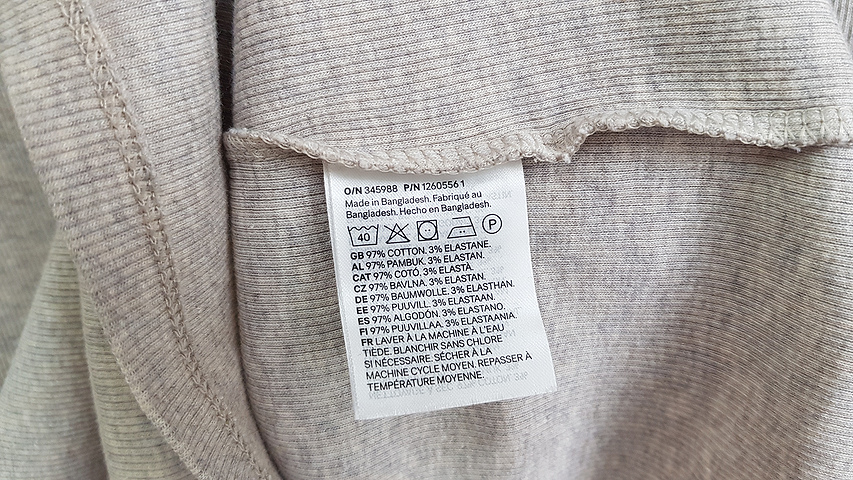 O/N 345988 P/N 1260556 1
Made in Bangladesh. Fabriqué au
Bangladesh. Hecho en Bangladesh.
40 P
GB 97% COTTON, 3% ELASTANE,
AL 97% PAMBUK, 3% ELASTAN.
CAT 97% COTÓ, 3% ELASTÀ.
CZ 97% BAVLNA, 3% ELASTAN.
DE 97% BAUMWOLLE, 3% ELASTHAN.
EE 97% PUUVILL, 3% ELASTAAN.
ES 97% ALGODÓN, 3% ELASTANO.
FI 97% PUUVILLAA, 3% ELASTAANIA.
FR LAVER À LA MACHINE À L'EAU
TIÈDE. BLANCHIR SANS CHLORE
SI NÉCESSAIRE. SÉCHER À LA
MACHINE CYCLE MOYEN. REPASSER À
TEMPÉRATURE MOYENNE.